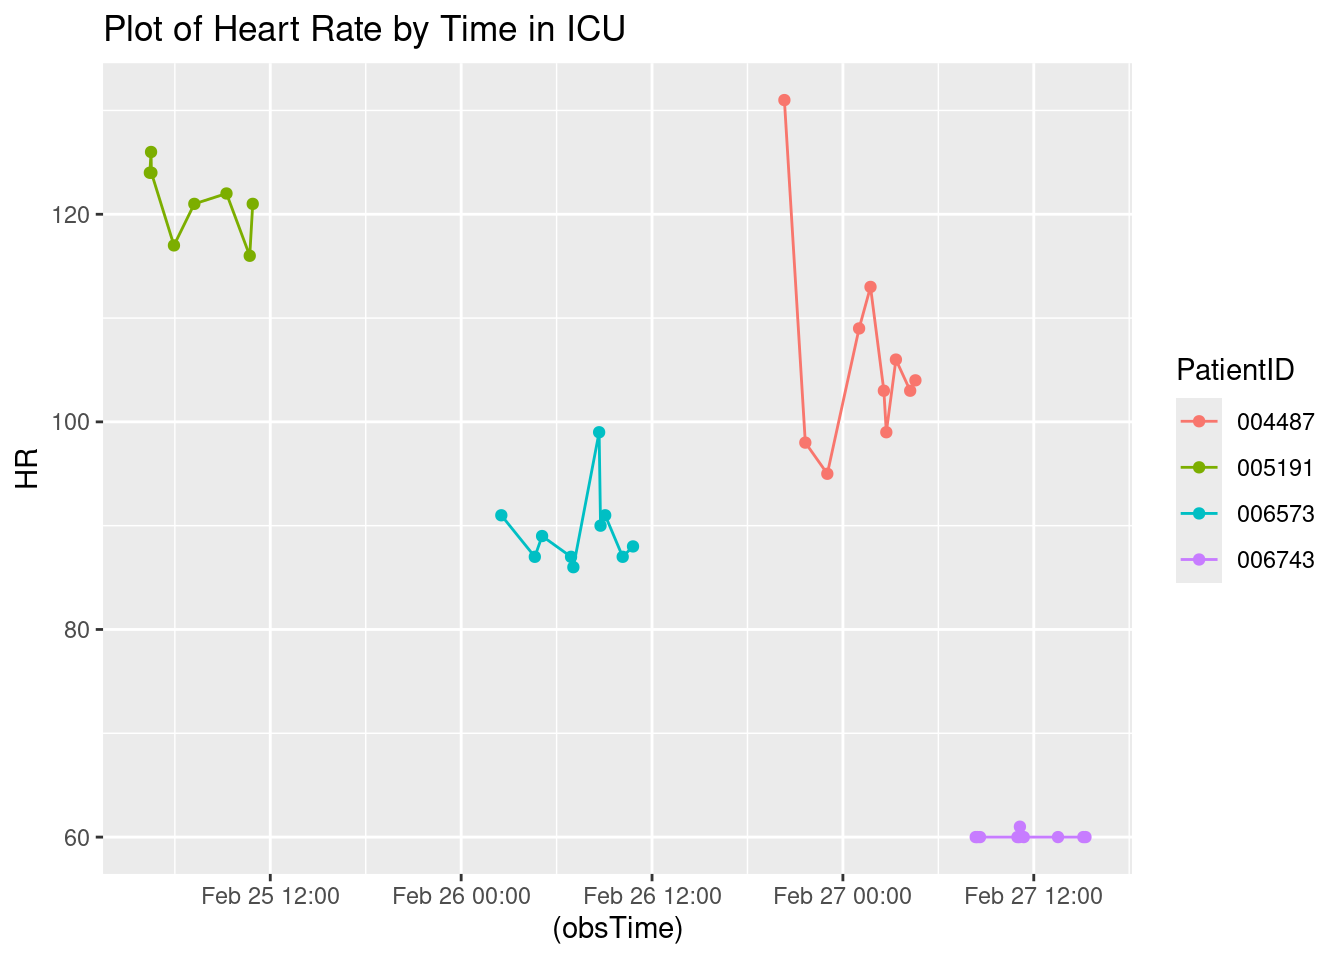 Plot of Heart Rate by Time in ICU
120
100
80
60
HR
Feb 25 12:00 Feb 26 00:00 Feb 26 12:00 Feb 27 00:00 Feb 27 12:00
(obsTime)
PatientID
004487
005191
006573
006743